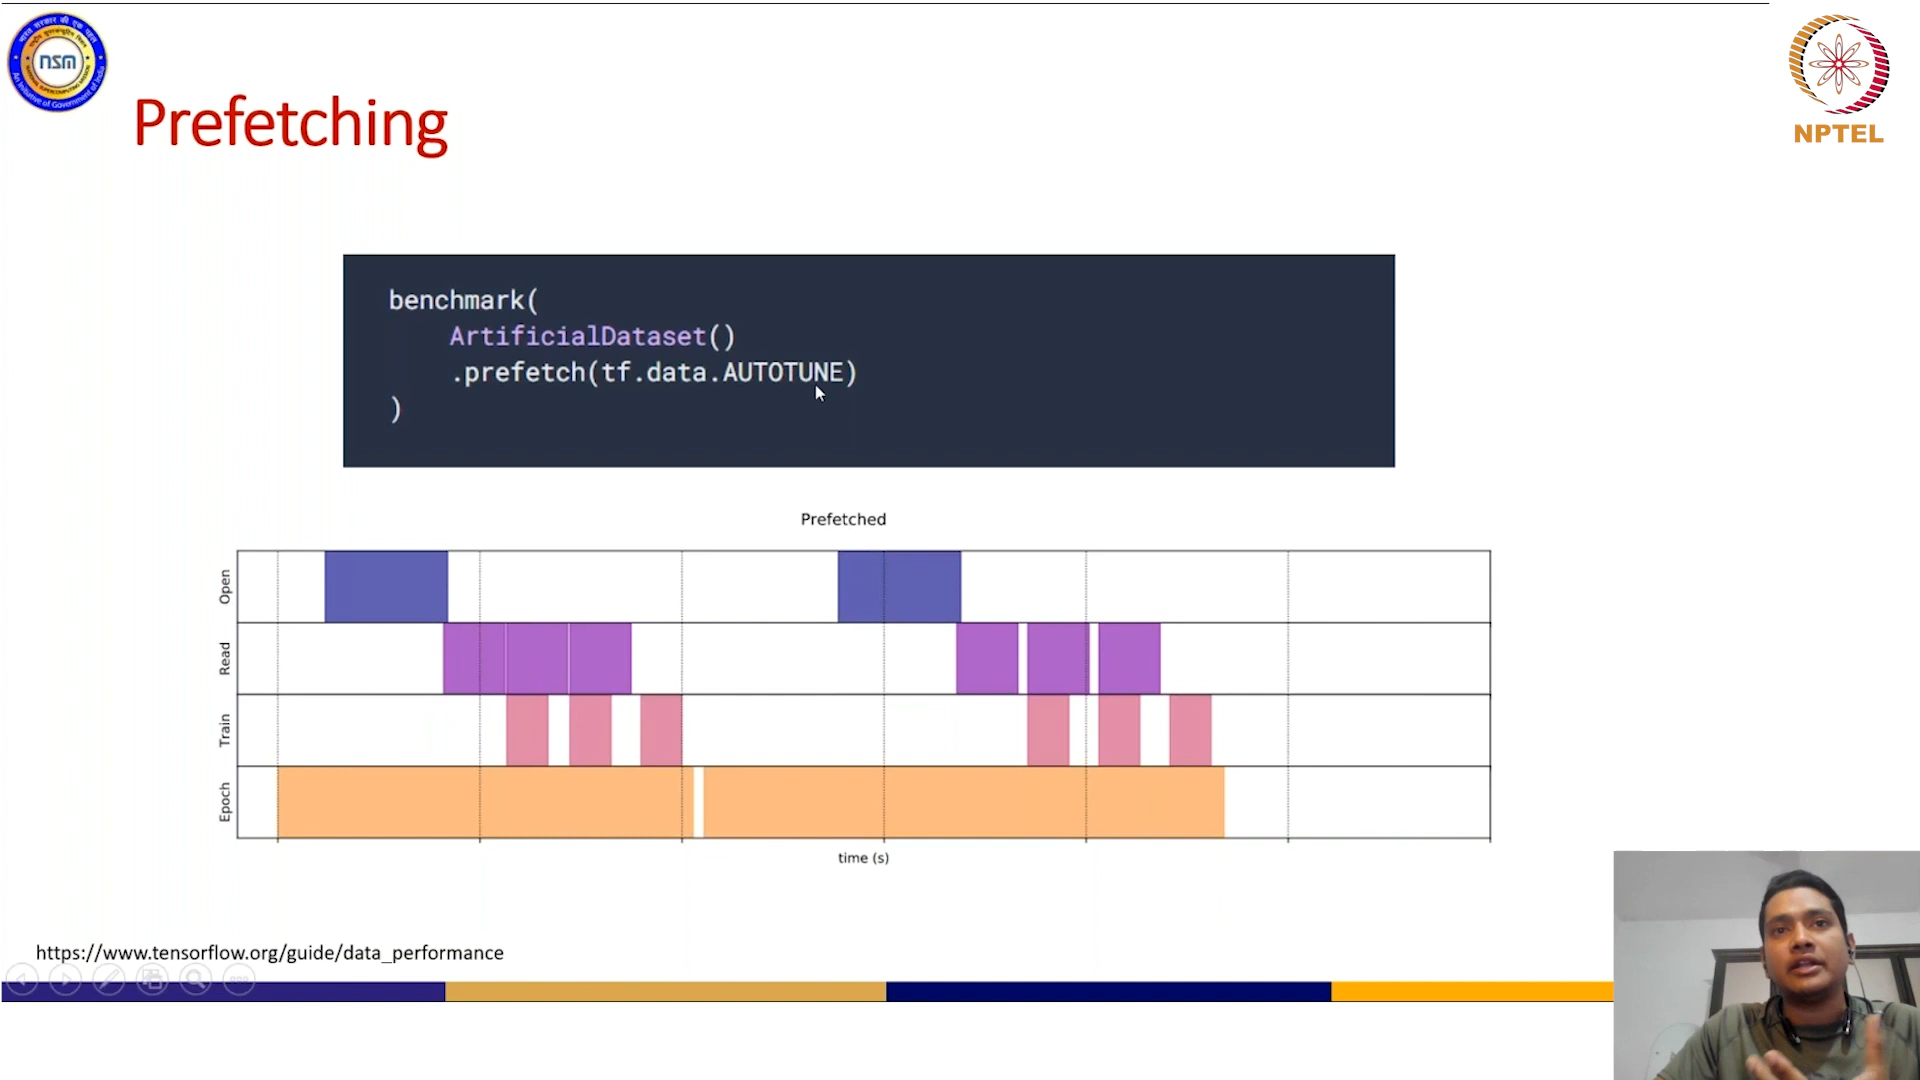 nsm
Prefetching
NPTEL
benchmark(
ArtificialDataset()
.prefetch(tf.data.AUTOTUNE)
)
Prefetched
Open
Read
Train
Epoch
time (s)
https://www.tensorflow.org/guide/data_performance